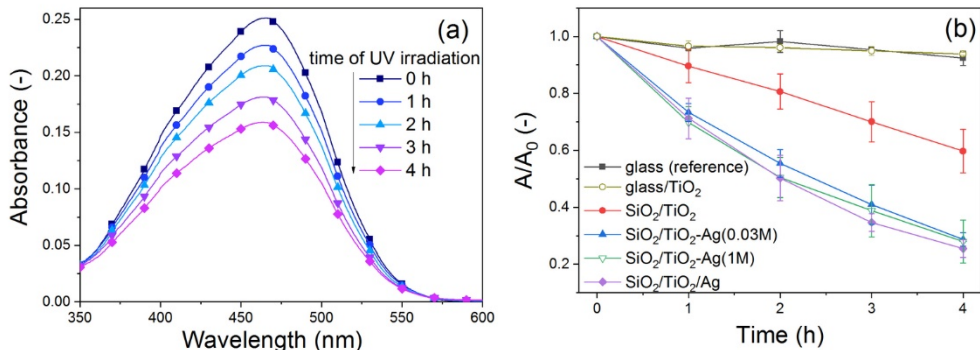 (a)
time of UV irradiation
0 h
1 h
2 h
3 h
4 h
Absorbance (-)
0.25
0.20
0.15
0.10
0.05
0.00
350
400
450
500
550
600
Wavelength (nm)
(b)
A/A₀ (-)
1.0
0.8
0.6
0.4
0.2
glass (reference)
glass/TiO₂
SiO₂/TiO₂
SiO₂/TiO₂-Ag(0.03M)
SiO₂/TiO₂-Ag(1M)
SiO₂/TiO₂/Ag
0
1
2
3
4
Time (h)